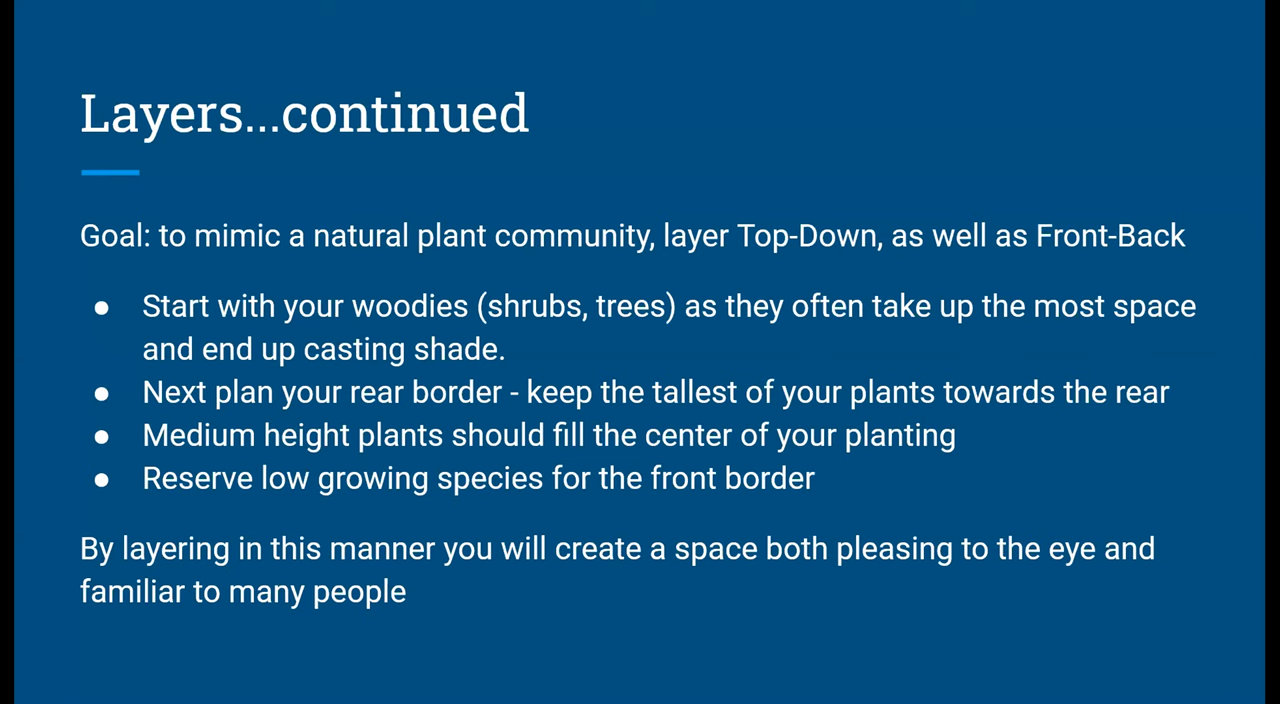 Layers...continued
Goal: to mimic a natural plant community, layer Top-Down, as well as Front-Back
● Start with your woodies (shrubs, trees) as they often take up the most space
and end up casting shade.
● Next plan your rear border - keep the tallest of your plants towards the rear
● Medium height plants should fill the center of your planting
● Reserve low growing species for the front border
By layering in this manner you will create a space both pleasing to the eye and
familiar to many people